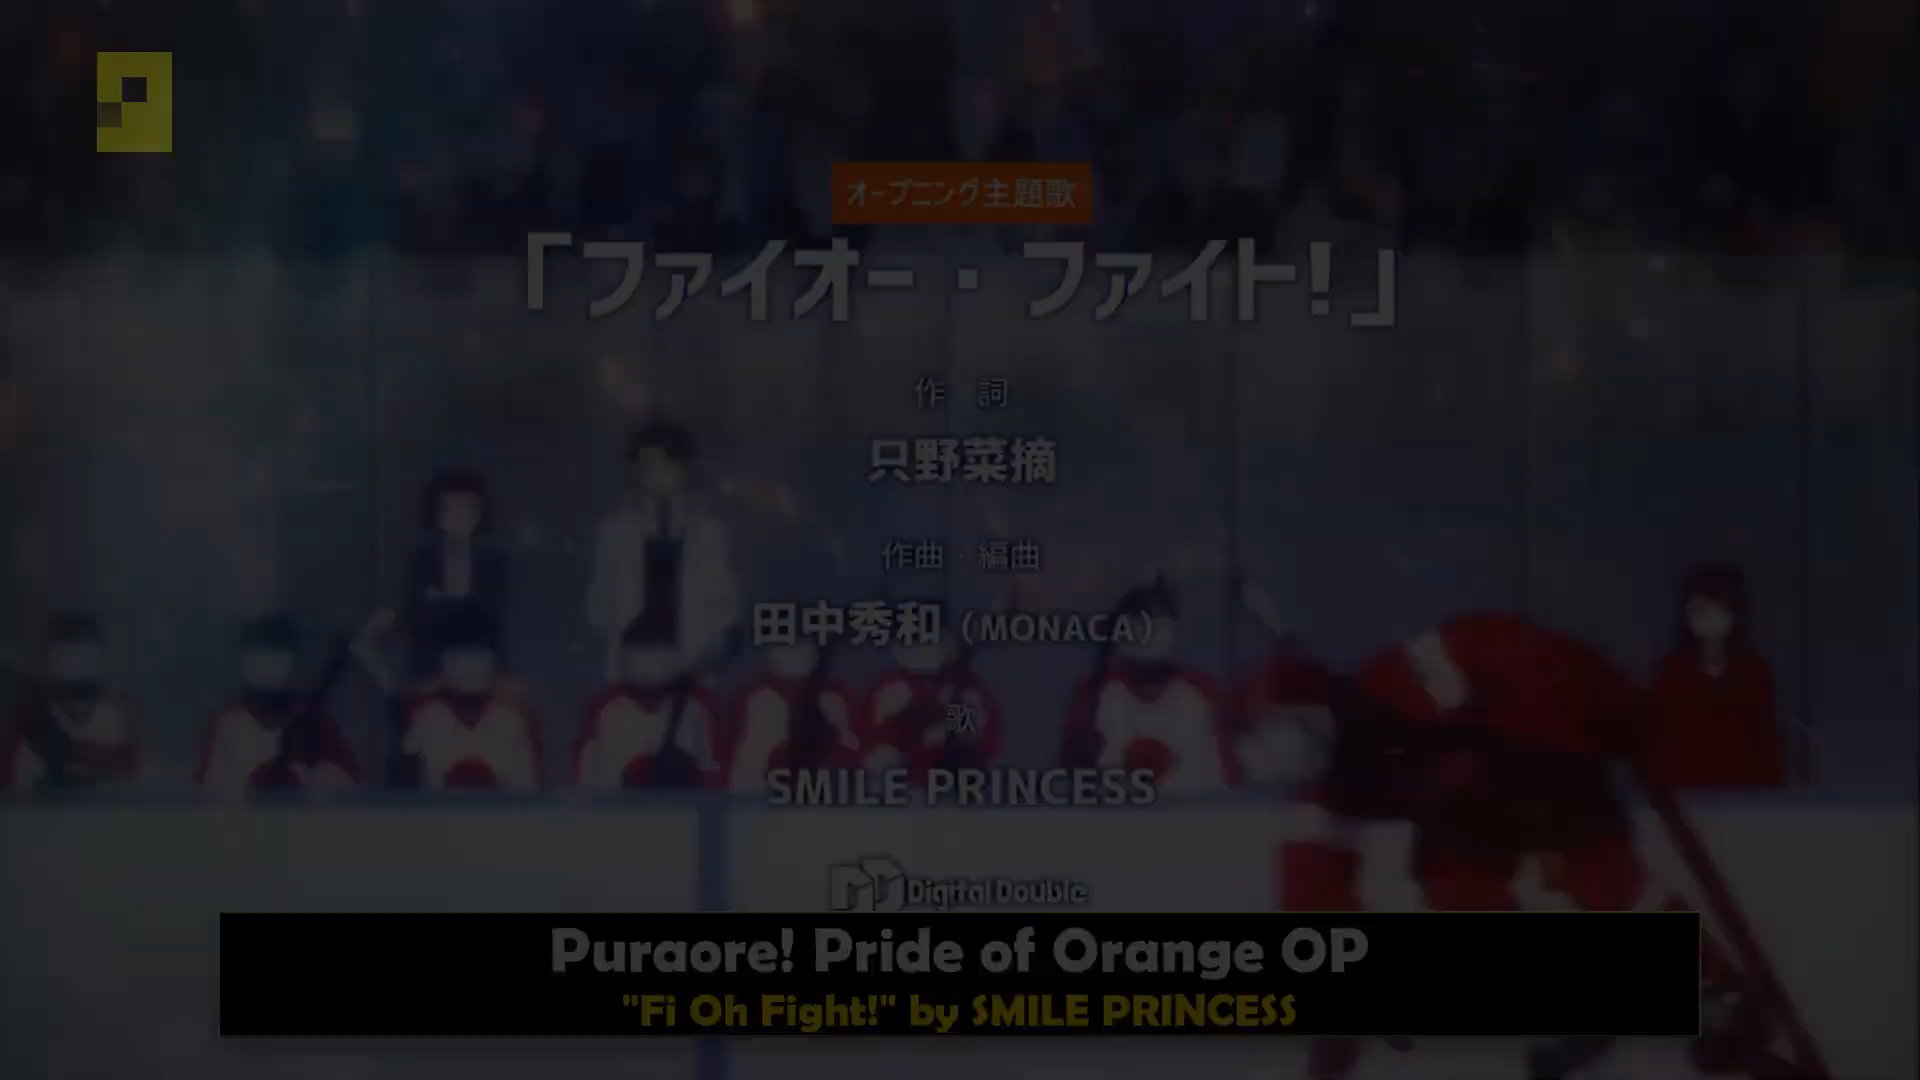 オープニング主題歌
「ファイオー・ファイト!」
作 詞
只野菜摘
作曲・編曲
田中秀和(MONACA)
歌
SMILE PRINCESS
Digital Double
Puraore! Pride of Orange OP
"Fi Oh Fight!" by SMILE PRINCESS